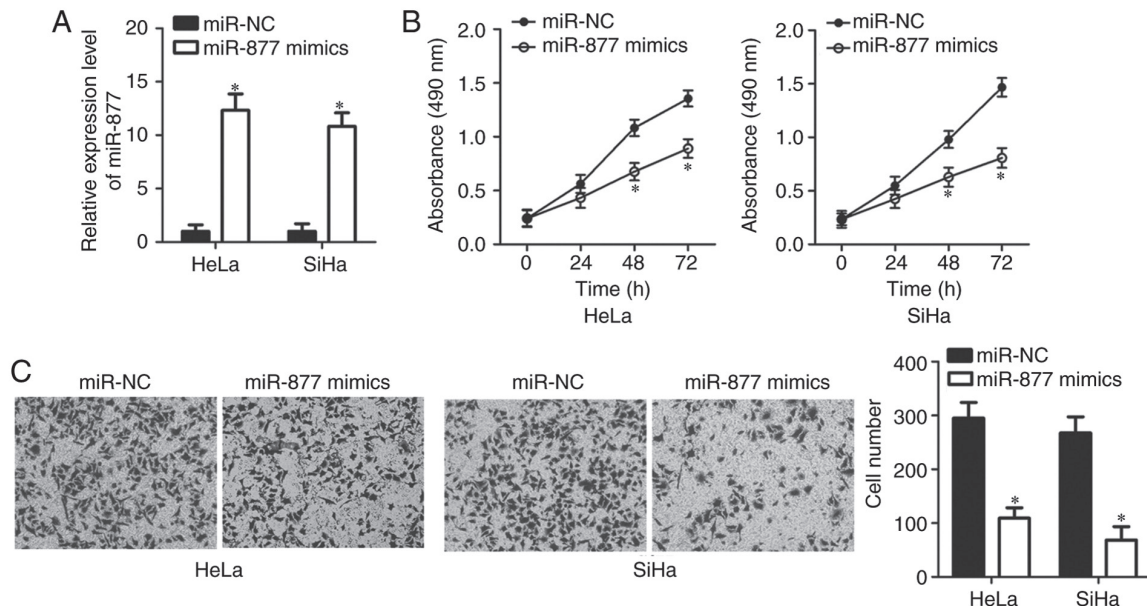 A
miR-NC
miR-877 mimics
Relative expression level
of miR-877
20
15
10
5
0
*
*
HeLa
SiHa
B
miR-NC
miR-877 mimics
Absorbance (490 nm)
2.0
1.5
1.0
0.5
0.0
*
*
0
24
48
72
Time (h)
HeLa
miR-NC
miR-877 mimics
Absorbance (490 nm)
2.0
1.5
1.0
0.5
0.0
*
*
0
24
48
72
Time (h)
SiHa
C
miR-NC
miR-877 mimics
HeLa
miR-NC
miR-877 mimics
SiHa
miR-NC
miR-877 mimics
Cell number
400
300
200
100
0
*
*
HeLa
SiHa